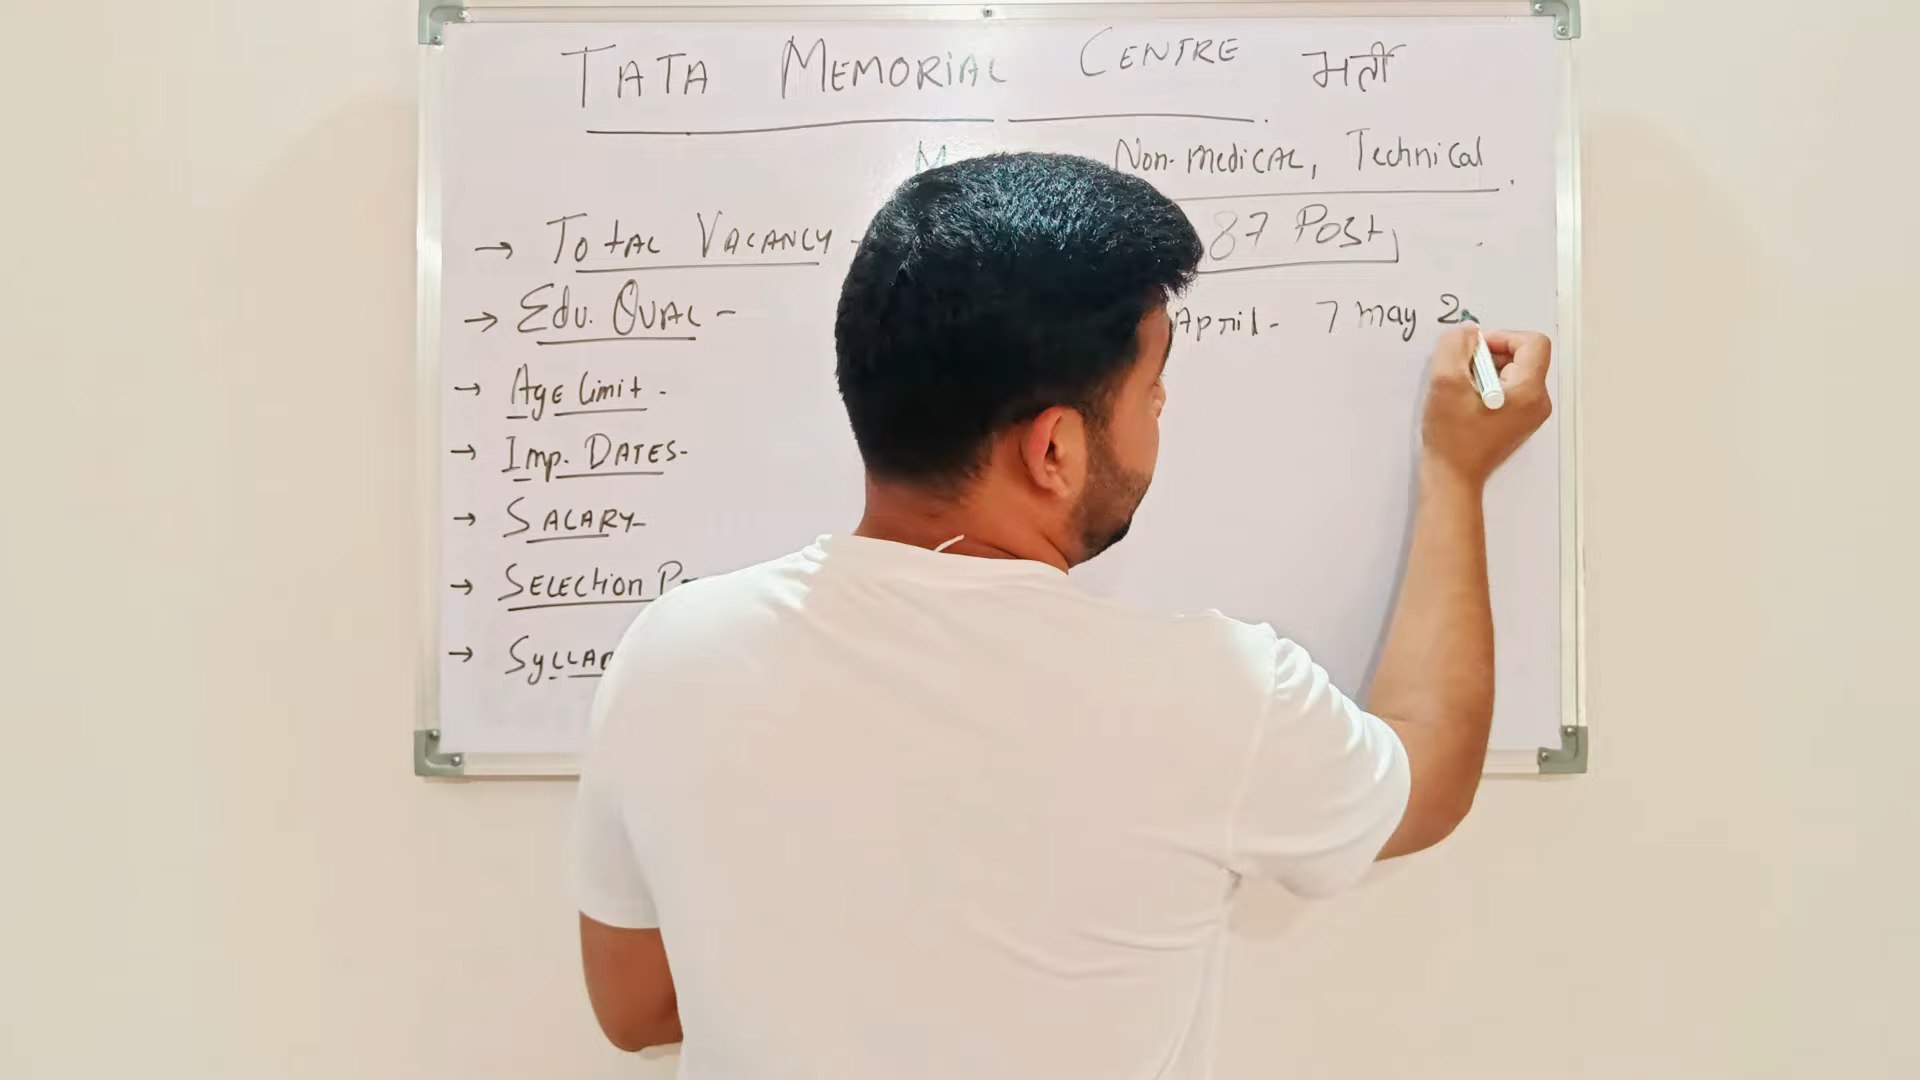 TATA MEMORIAL CENTRE भर्ती
Non-Medical, Technical
→ Total Vacancy - 87 Post,
→ Edu. Qual - April - 7 May 2
→ Age Limit -
→ Imp. Dates -
→ Salary -
→ Selection P
→ Sylla